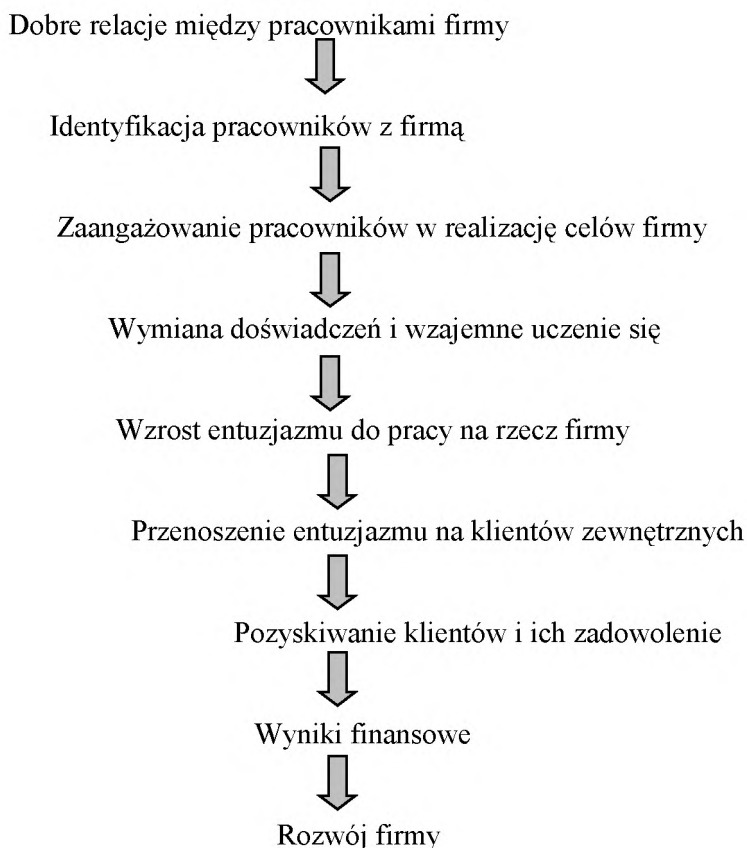 Dobre relacje między pracownikami firmy
Identyfikacja pracowników z firmą
Zaangażowanie pracowników w realizację celów firmy
Wymiana doświadczeń i wzajemne uczenie się
Wzrost entuzjazmu do pracy na rzecz firmy
Przenoszenie entuzjazmu na klientów zewnętrznych
Pozyskiwanie klientów i ich zadowolenie
Wyniki finansowe
Rozwój firmy